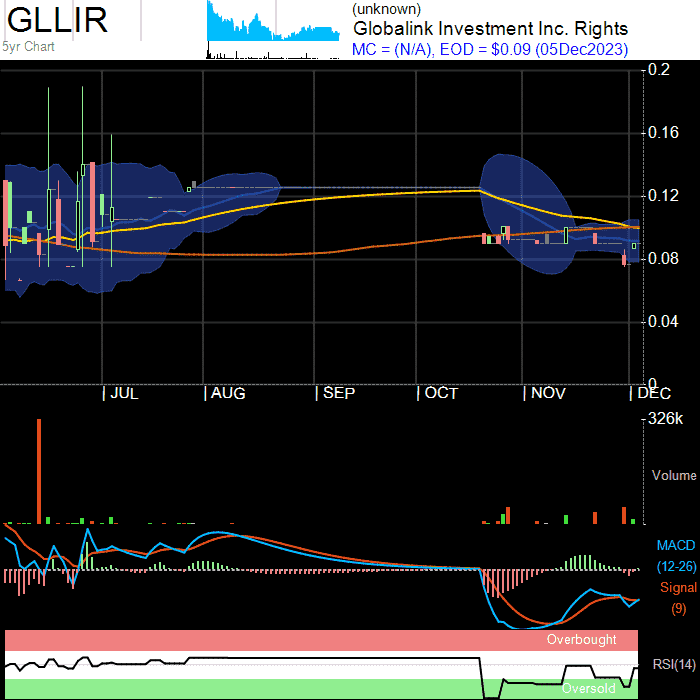 GLLIR
5yr Chart
(unknown)
Globalink Investment Inc. Rights
MC = (N/A), EOD = $0.09 (05Dec2023)
0.2
0.16
0.12
0.08
0.04
0
JUL AUG SEP OCT NOV DEC
326k
Volume
MACD
(12-26)
Signal
(9)
Overbought
RSI(14)
Oversold